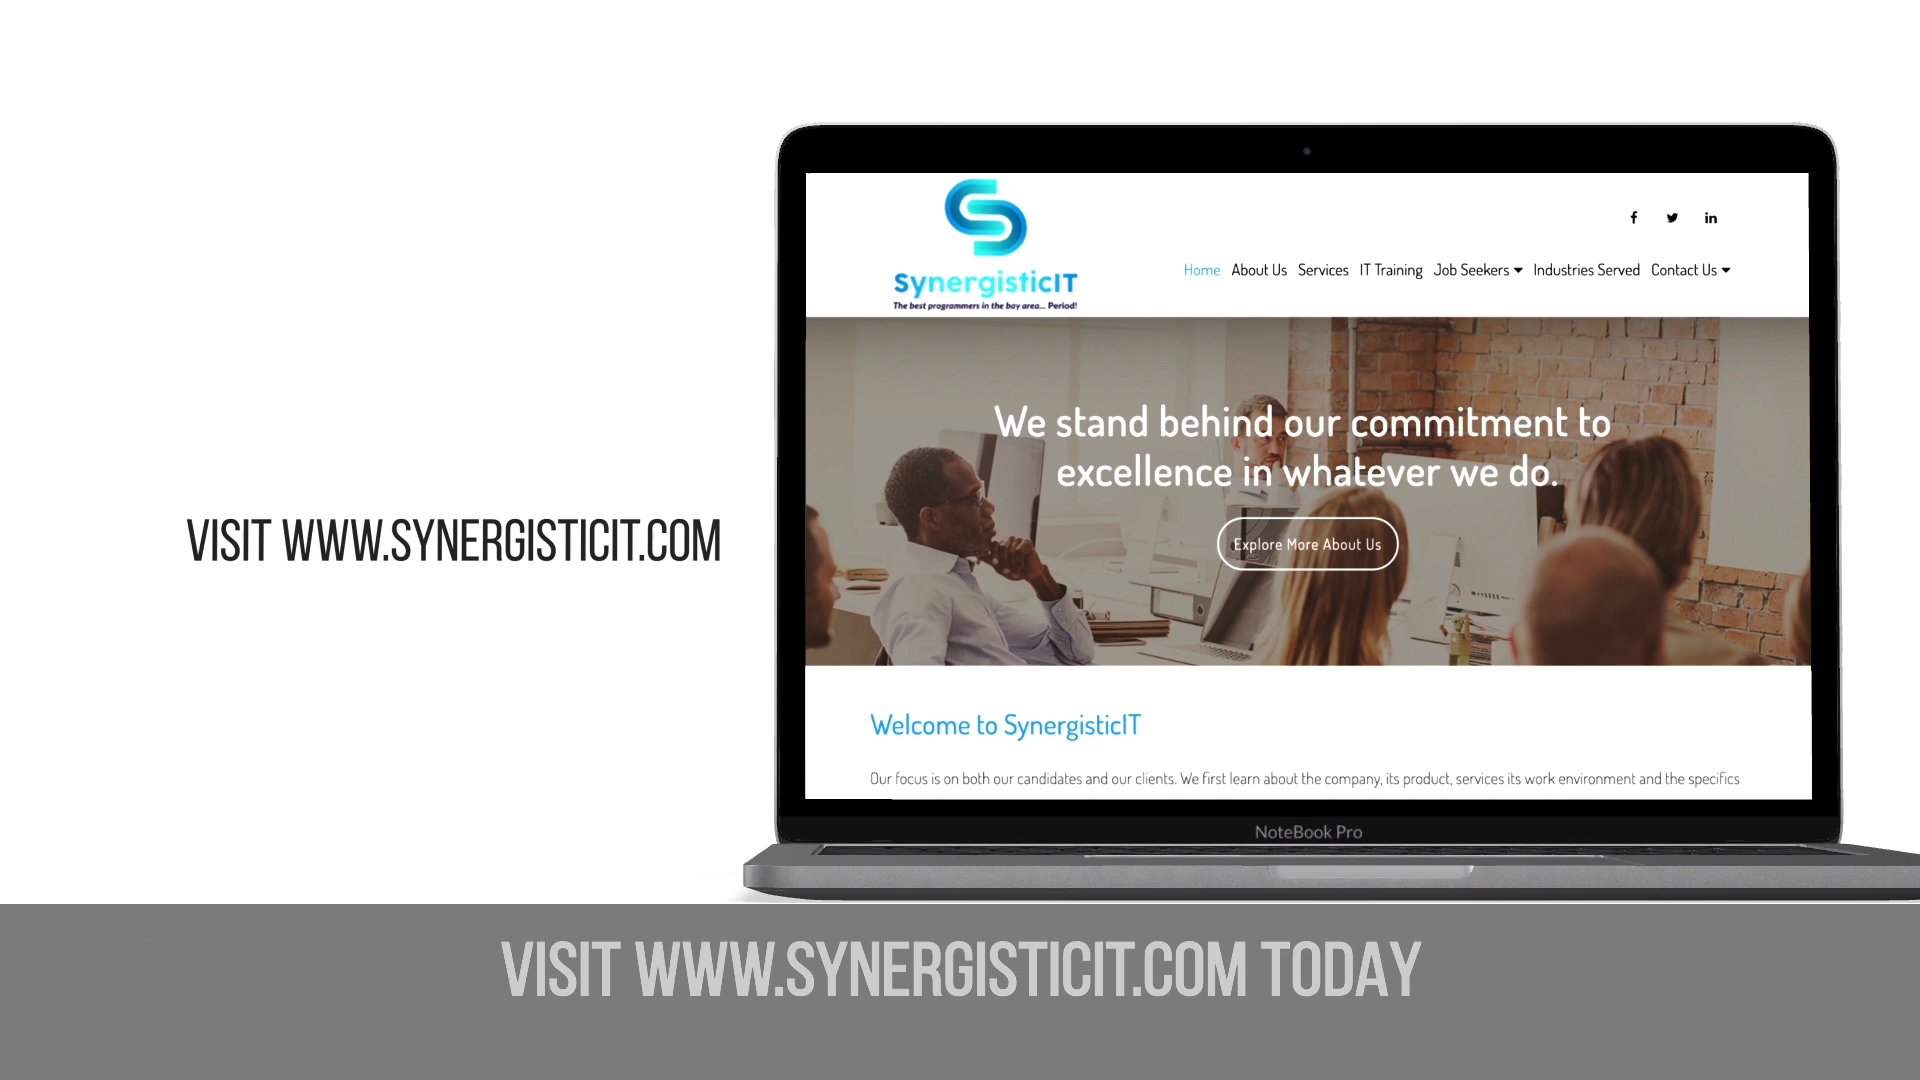 VISIT WWW.SYNERGISTICIT.COM
SynergisticIT
The best programmers in the bay area... Period!
Home About Us Services IT Training Job Seekers Industries Served Contact Us
We stand behind our commitment to
excellence in whatever we do.
Explore More About Us
Welcome to SynergisticIT
Our focus is on both our candidates and our clients. We first learn about the company, its product, services its work environment and the specifics
NoteBook Pro
VISIT WWW.SYNERGISTICIT.COM TODAY